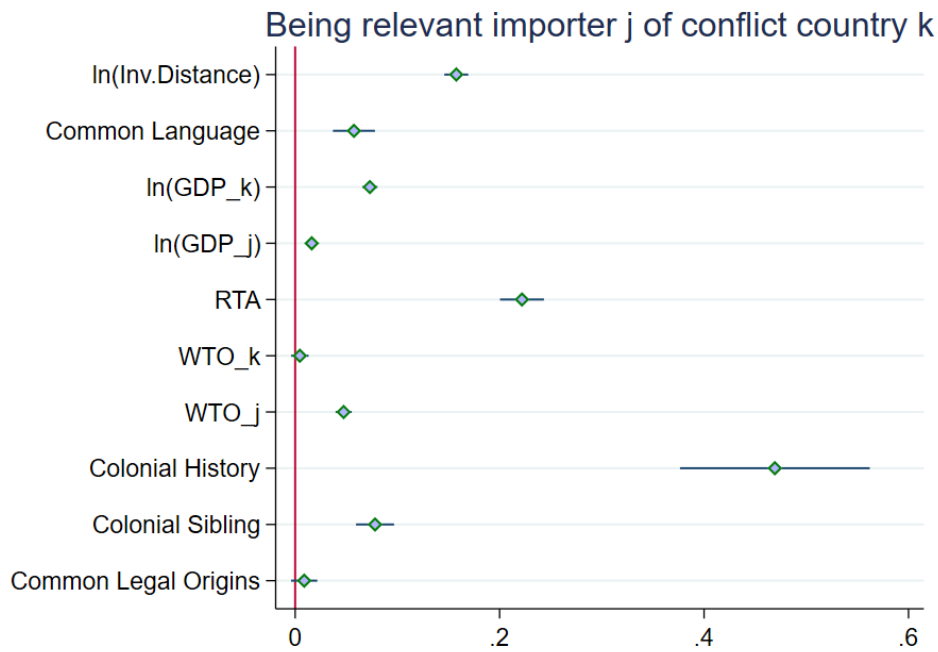 Being relevant importer j of conflict country k
ln(Inv.Distance)
Common Language
ln(GDP_k)
ln(GDP_j)
RTA
WTO_k
WTO_j
Colonial History
Colonial Sibling
Common Legal Origins
0 .2 .4 .6